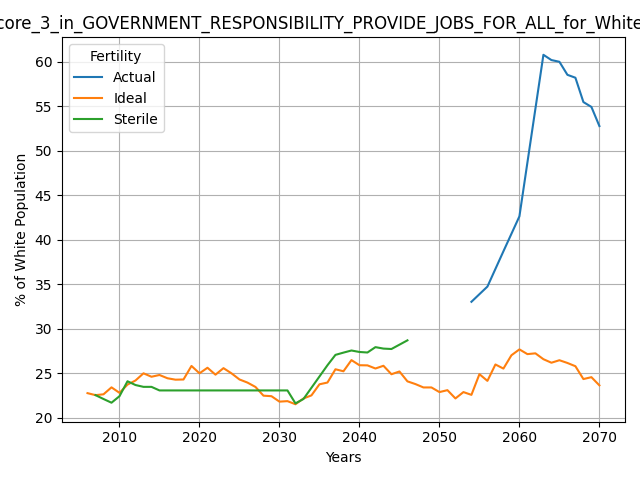 core_3_in_GOVERNMENT_RESPONSIBILITY_PROVIDE_JOBS_FOR_ALL_for_White
Fertility
Actual
Ideal
Sterile
% of White Population
60
55
50
45
40
35
30
25
20
2010 2020 2030 2040 2050 2060 2070
Years